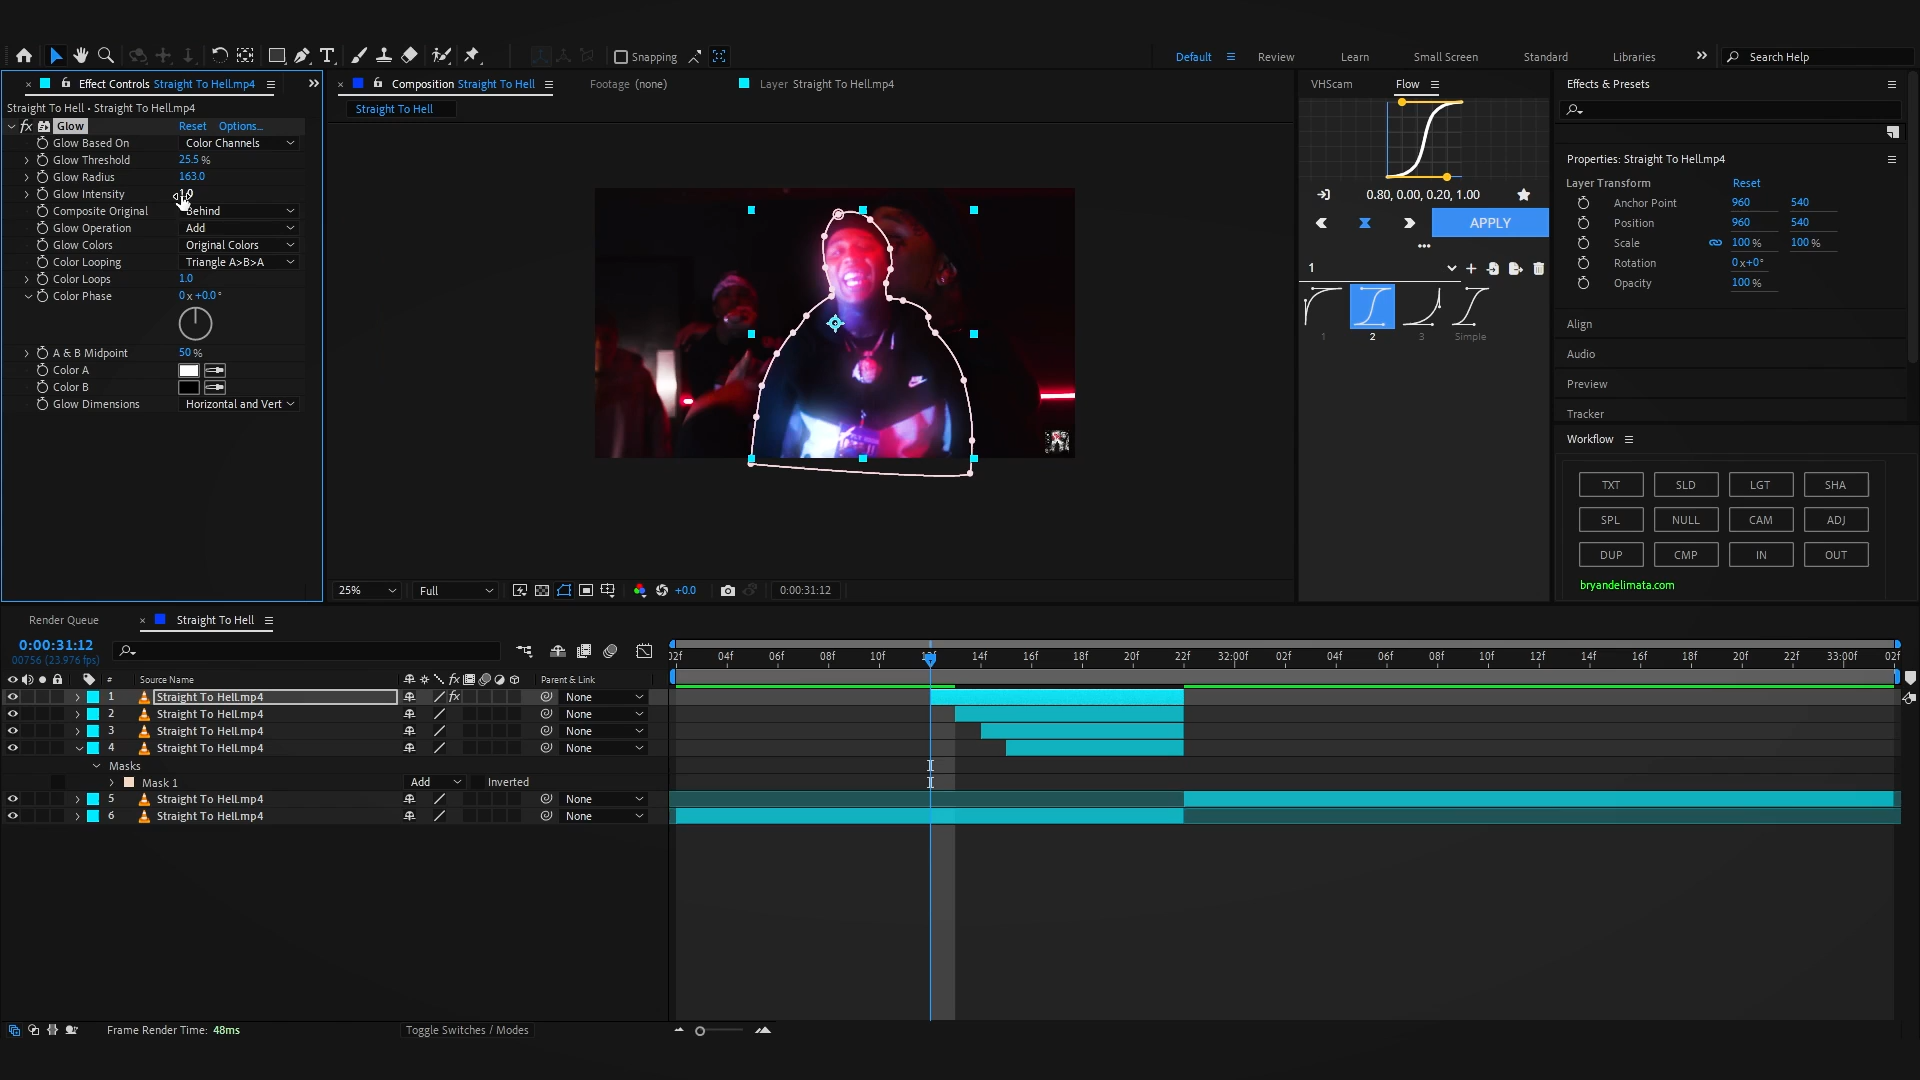 Snapping
Default
Review
Learn
Small Screen
Standard
Libraries
Search Help
Effect Controls Straight To Hell.mp4
Composition Straight To Hell
Footage (none)
Layer Straight To Hell.mp4
VHScam
Flow
Effects & Presets
Straight To Hell • Straight To Hell.mp4
Straight To Hell
fx Glow Reset Options...
Glow Based On Color Channels
Glow Threshold 25.5 %
Glow Radius 163.0
Glow Intensity 1.0
Composite Original Behind
Glow Operation Add
Glow Colors Original Colors
Color Looping Triangle A>B>A
Color Loops 1.0
Color Phase 0 x +0.0 °
A & B Midpoint 50 %
Color A
Color B
Glow Dimensions Horizontal and Vert
0.80, 0.00, 0.20, 1.00
APPLY
1
1 2 3 Simple
Properties: Straight To Hell.mp4
Layer Transform Reset
Anchor Point 960 540
Position 960 540
Scale 100 % 100 %
Rotation 0 x +0 °
Opacity 100 %
Align
Audio
Preview
Tracker
Workflow
TXT SLD LGT SHA
SPL NULL CAM ADJ
DUP CMP IN OUT
bryandelimata.com
25% Full +0.0 0:00:31:12
Render Queue
Straight To Hell
0:00:31:12
00756 (23.976 fps)
# Source Name fx Parent & Link
02f 04f 06f 08f 10f 12f 14f 16f 18f 20f 22f 32:00f 02f 04f 06f 08f 10f 12f 14f 16f 18f 20f 22f 33:00f 02f
1 Straight To Hell.mp4 fx None
2 Straight To Hell.mp4 None
3 Straight To Hell.mp4 None
4 Straight To Hell.mp4 None
Masks
Mask 1 Add Inverted
5 Straight To Hell.mp4 None
6 Straight To Hell.mp4 None
Frame Render Time: 48ms
Toggle Switches / Modes